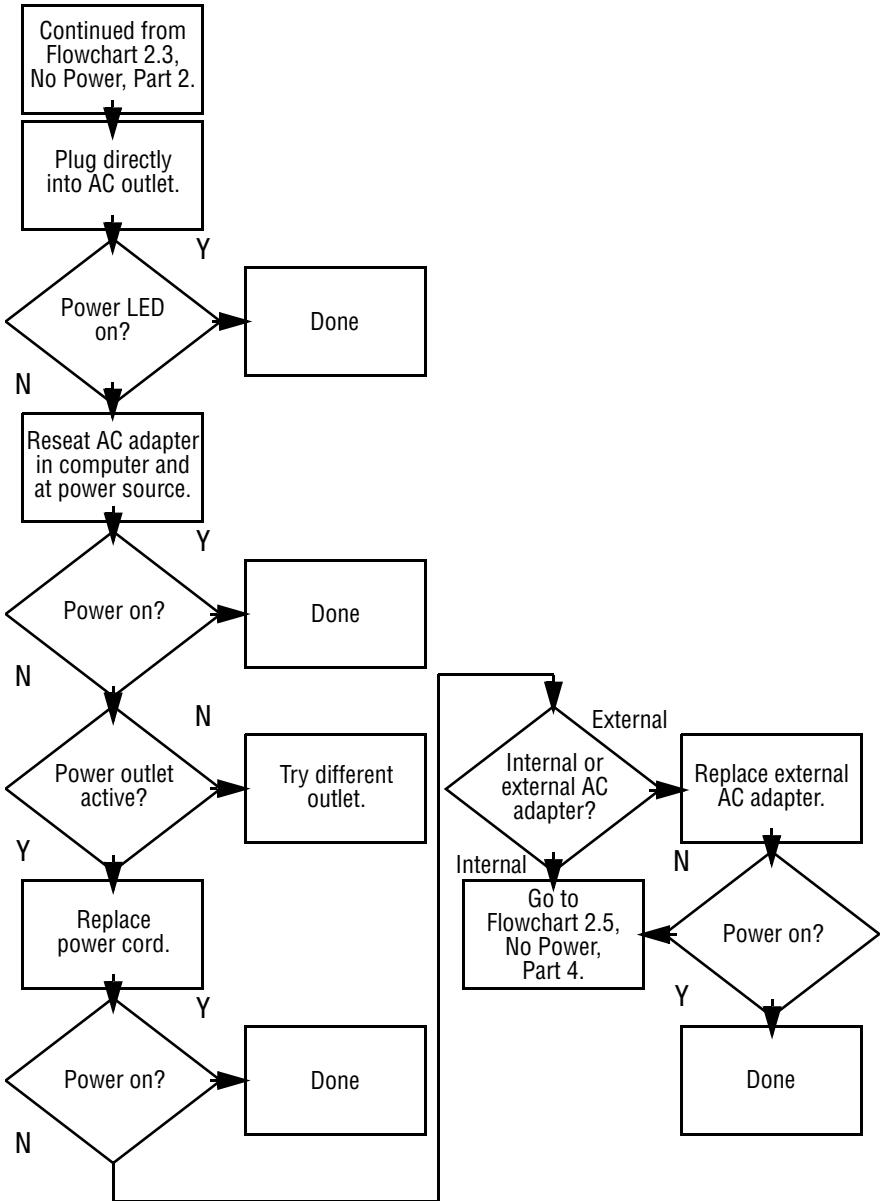 Continued from
Flowchart 2.3,
No Power, Part 2.
Plug directly
into AC outlet.
Y
Power LED
on?
Done
N
Reseat AC adapter
in computer and
at power source.
Y
Power on?
Done
N
N
Power outlet
active?
Try different
outlet.
Y
Replace
power cord.
Y
Power on?
Done
N
External
Internal or
external AC
adapter?
Replace external
AC adapter.
Internal
N
Go to
Flowchart 2.5,
No Power,
Part 4.
Power on?
Y
Done